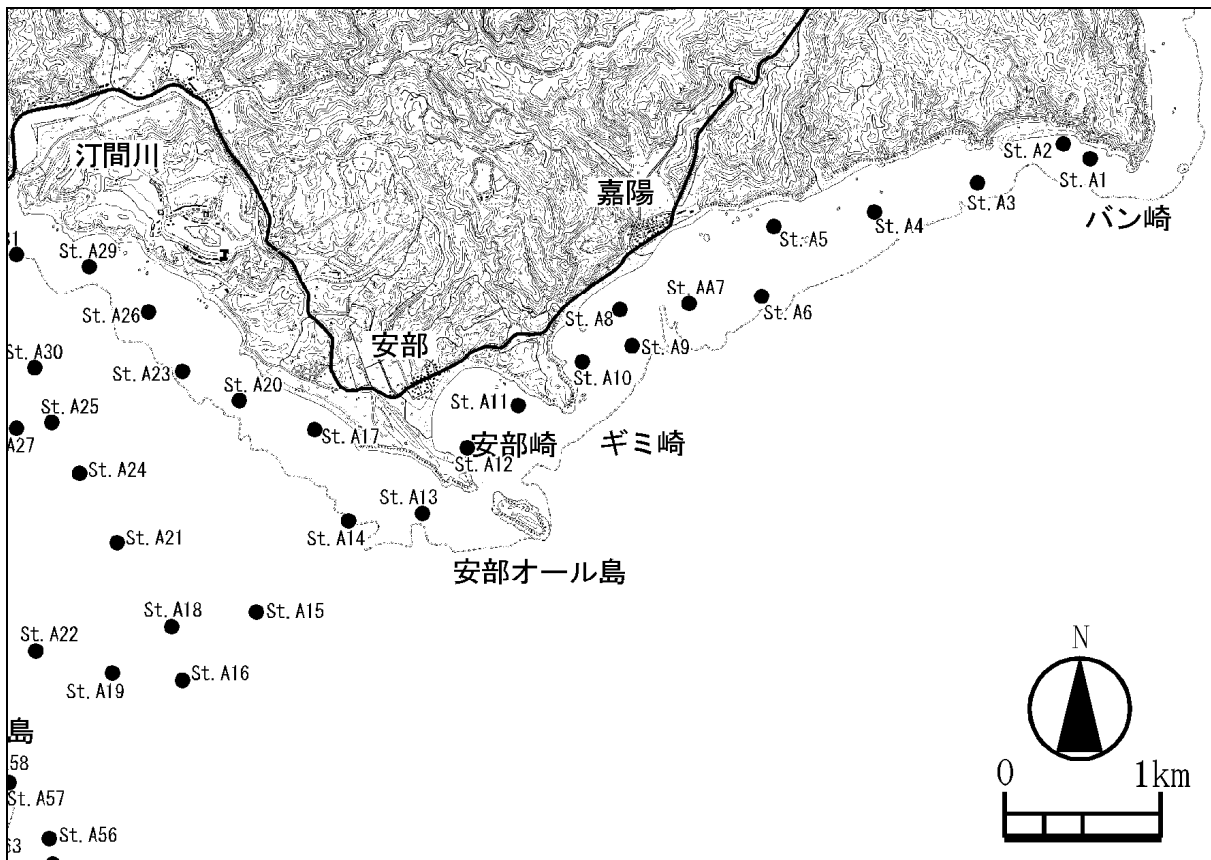 汀間川
嘉陽
St. A2
St. A1
St. A3
バン崎
St. A4
St. A5
31
St. A29
St. AA7
St. A6
St. A26
St. A8
安部
St. A9
St. A30
St. A23
St. A10
St. A20
St. A11
St. A25
St. A17
A27
安部崎
ギミ崎
St. A12
St. A24
St. A13
St. A14
St. A21
安部オール島
St. A15
St. A18
St. A22
St. A19
St. A16
N
島
58
0 1km
St. A57
St. A56
63